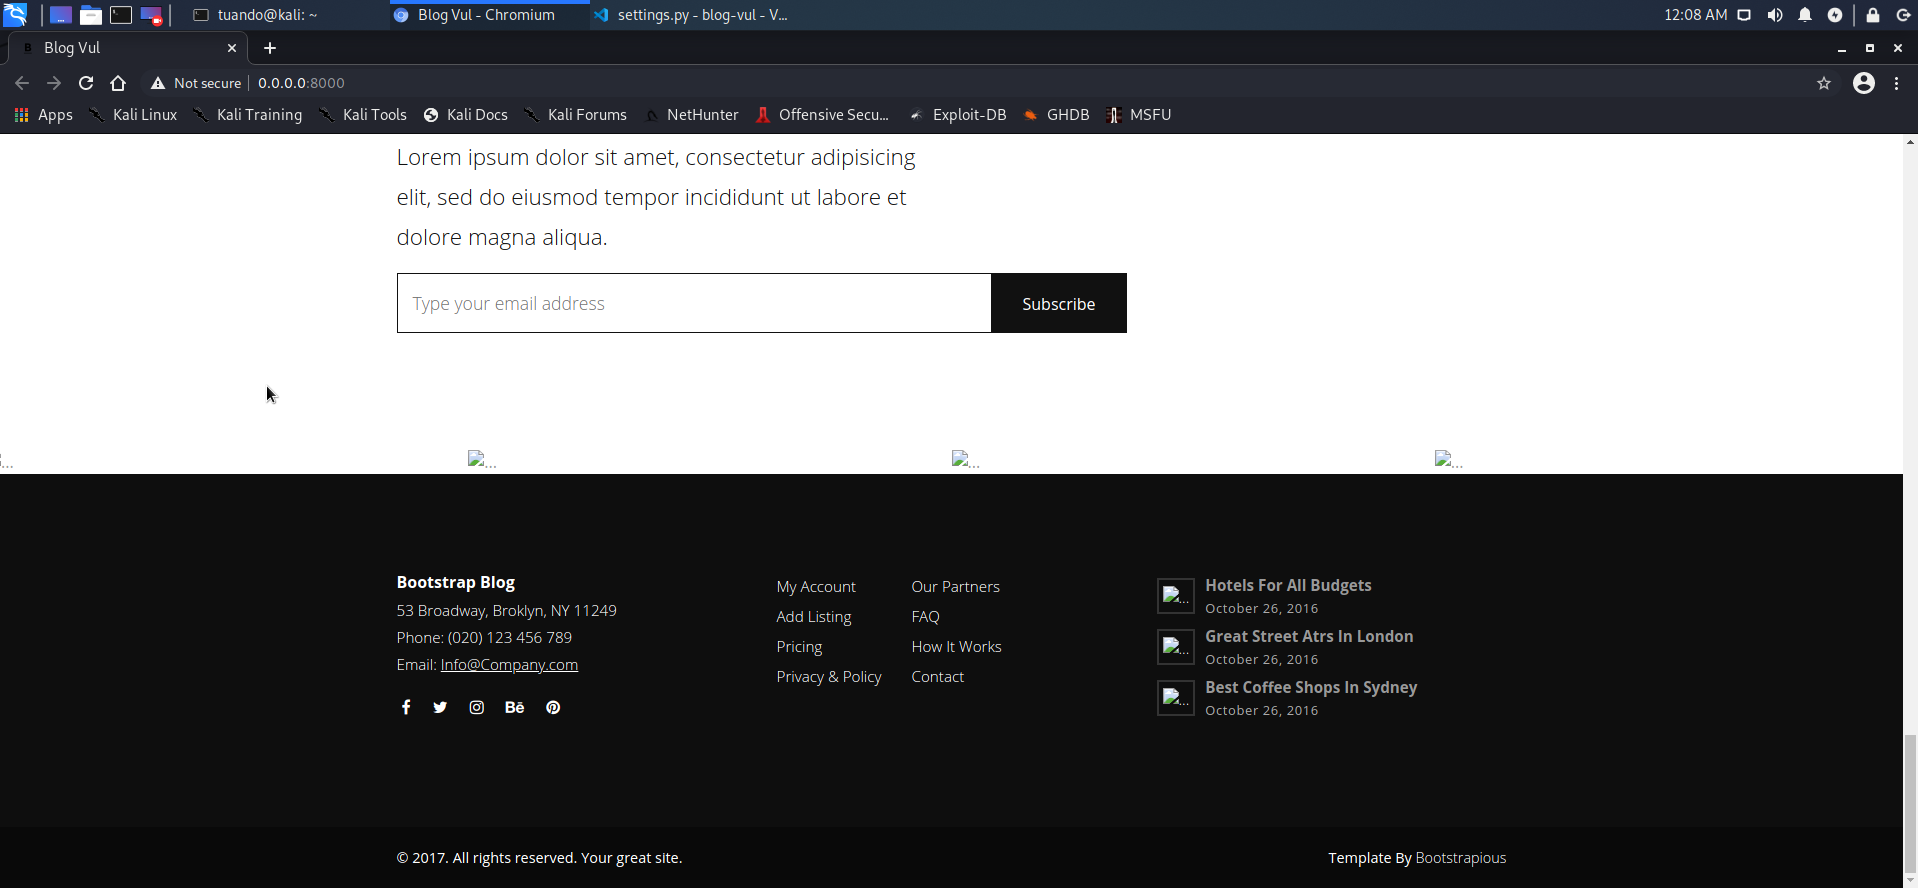 tuando@kali: ~
Blog Vul - Chromium
settings.py - blog-vul - V...
12:08 AM
Blog Vul
Not secure
0.0.0.0:8000
Apps
Kali Linux
Kali Training
Kali Tools
Kali Docs
Kali Forums
NetHunter
Offensive Secu...
Exploit-DB
GHDB
MSFU
Lorem ipsum dolor sit amet, consectetur adipisicing
elit, sed do eiusmod tempor incididunt ut labore et
dolore magna aliqua.
Type your email address
Subscribe
...
...
...
...
Bootstrap Blog
53 Broadway, Broklyn, NY 11249
Phone: (020) 123 456 789
Email: Info@Company.com
Bē
My Account
Add Listing
Pricing
Privacy & Policy
Our Partners
FAQ
How It Works
Contact
...
Hotels For All Budgets
October 26, 2016
...
Great Street Atrs In London
October 26, 2016
...
Best Coffee Shops In Sydney
October 26, 2016
© 2017. All rights reserved. Your great site.
Template By Bootstrapious